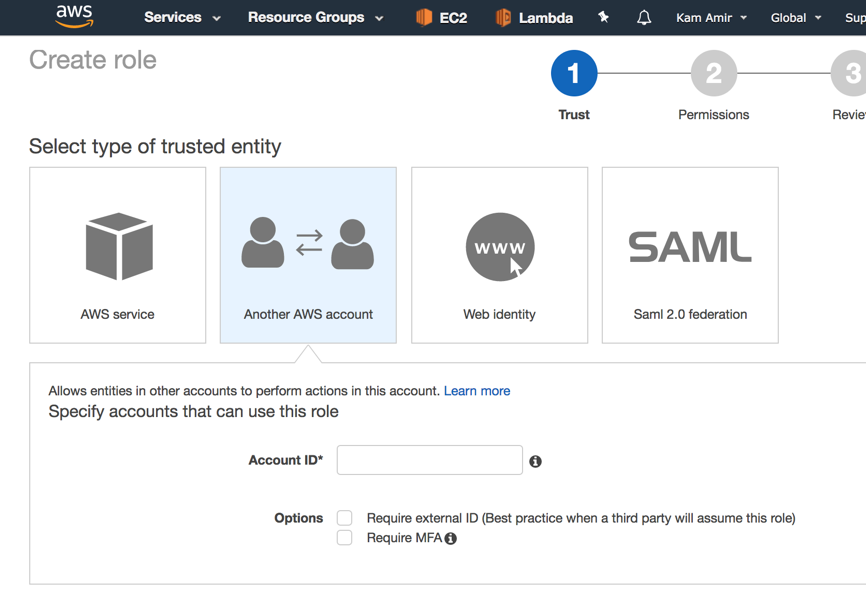 aws Services Resource Groups EC2 Lambda Kam Amir Global Sup
Create role
1 2 3
Trust Permissions Revie
Select type of trusted entity
www SAML
AWS service Another AWS account Web identity Saml 2.0 federation
Allows entities in other accounts to perform actions in this account. Learn more
Specify accounts that can use this role
Account ID*
Options Require external ID (Best practice when a third party will assume this role)
Require MFA